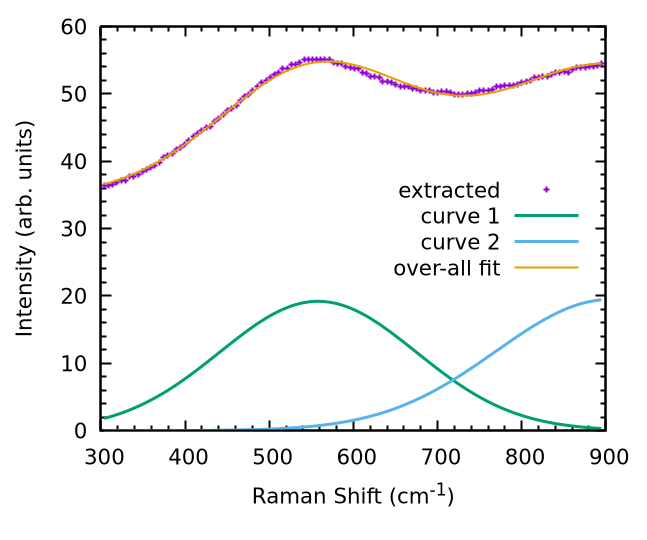 60
50
40
30
20
10
0
Intensity (arb. units)
extracted
curve 1
curve 2
over-all fit
300 400 500 600 700 800 900
Raman Shift (cm⁻¹)